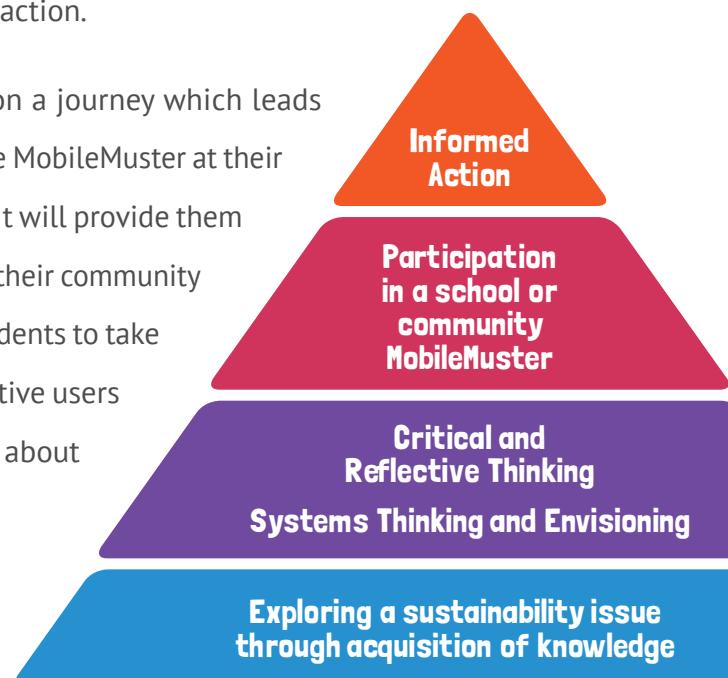 action.
on a journey which leads
e MobileMuster at their
t will provide them
their community
dents to take
tive users
about
Informed
Action
Participation
in a school or
community
MobileMuster
Critical and
Reflective Thinking
Systems Thinking and Envisioning
Exploring a sustainability issue
through acquisition of knowledge